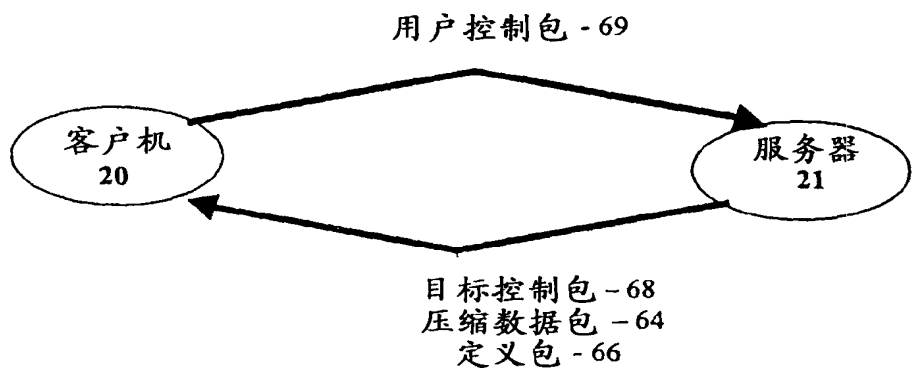 用户控制包 - 69
客户机
20
服务器
21
目标控制包 - 68
压缩数据包 - 64
定义包 - 66